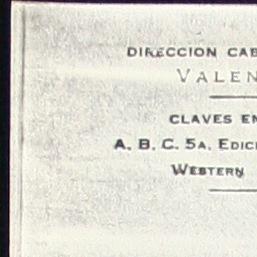 DIRECCION CAB
VALEN
CLAVES EN
A. B. C. 5A. EDICI
WESTERN